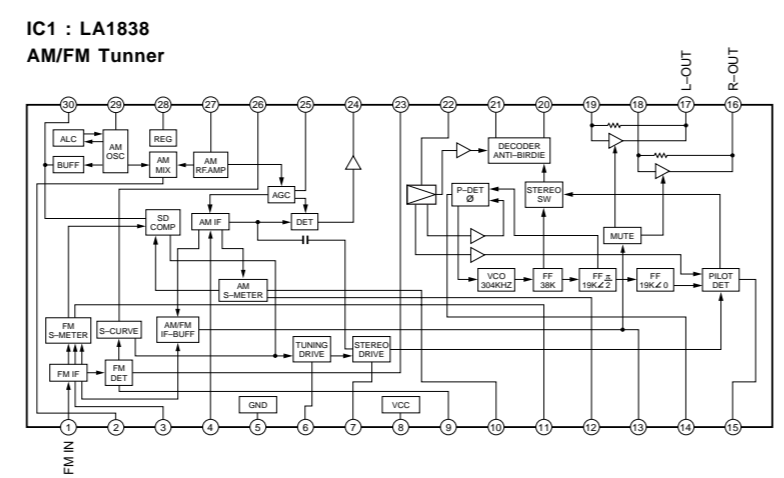 IC1 : LA1838
AM/FM Tunner
L–OUT
R–OUT
30 29 28 27 26 25 24 23 22 21 20 19 18 17 16
ALC
AM
OSC
REG
BUFF
AM
MIX
AM
RF.AMP
DECODER
ANTI–BIRDIE
AGC
P–DET
Ø
STEREO
SW
SD
COMP
AM IF
DET
MUTE
AM
S–METER
VCO
304KHZ
FF
38K
FF π
19K∠2
FF
19K∠0
PILOT
DET
FM
S–METER
S–CURVE
AM/FM
IF–BUFF
TUNING
DRIVE
STEREO
DRIVE
FM IF
FM
DET
GND
VCC
1 2 3 4 5 6 7 8 9 10 11 12 13 14 15
FM IN